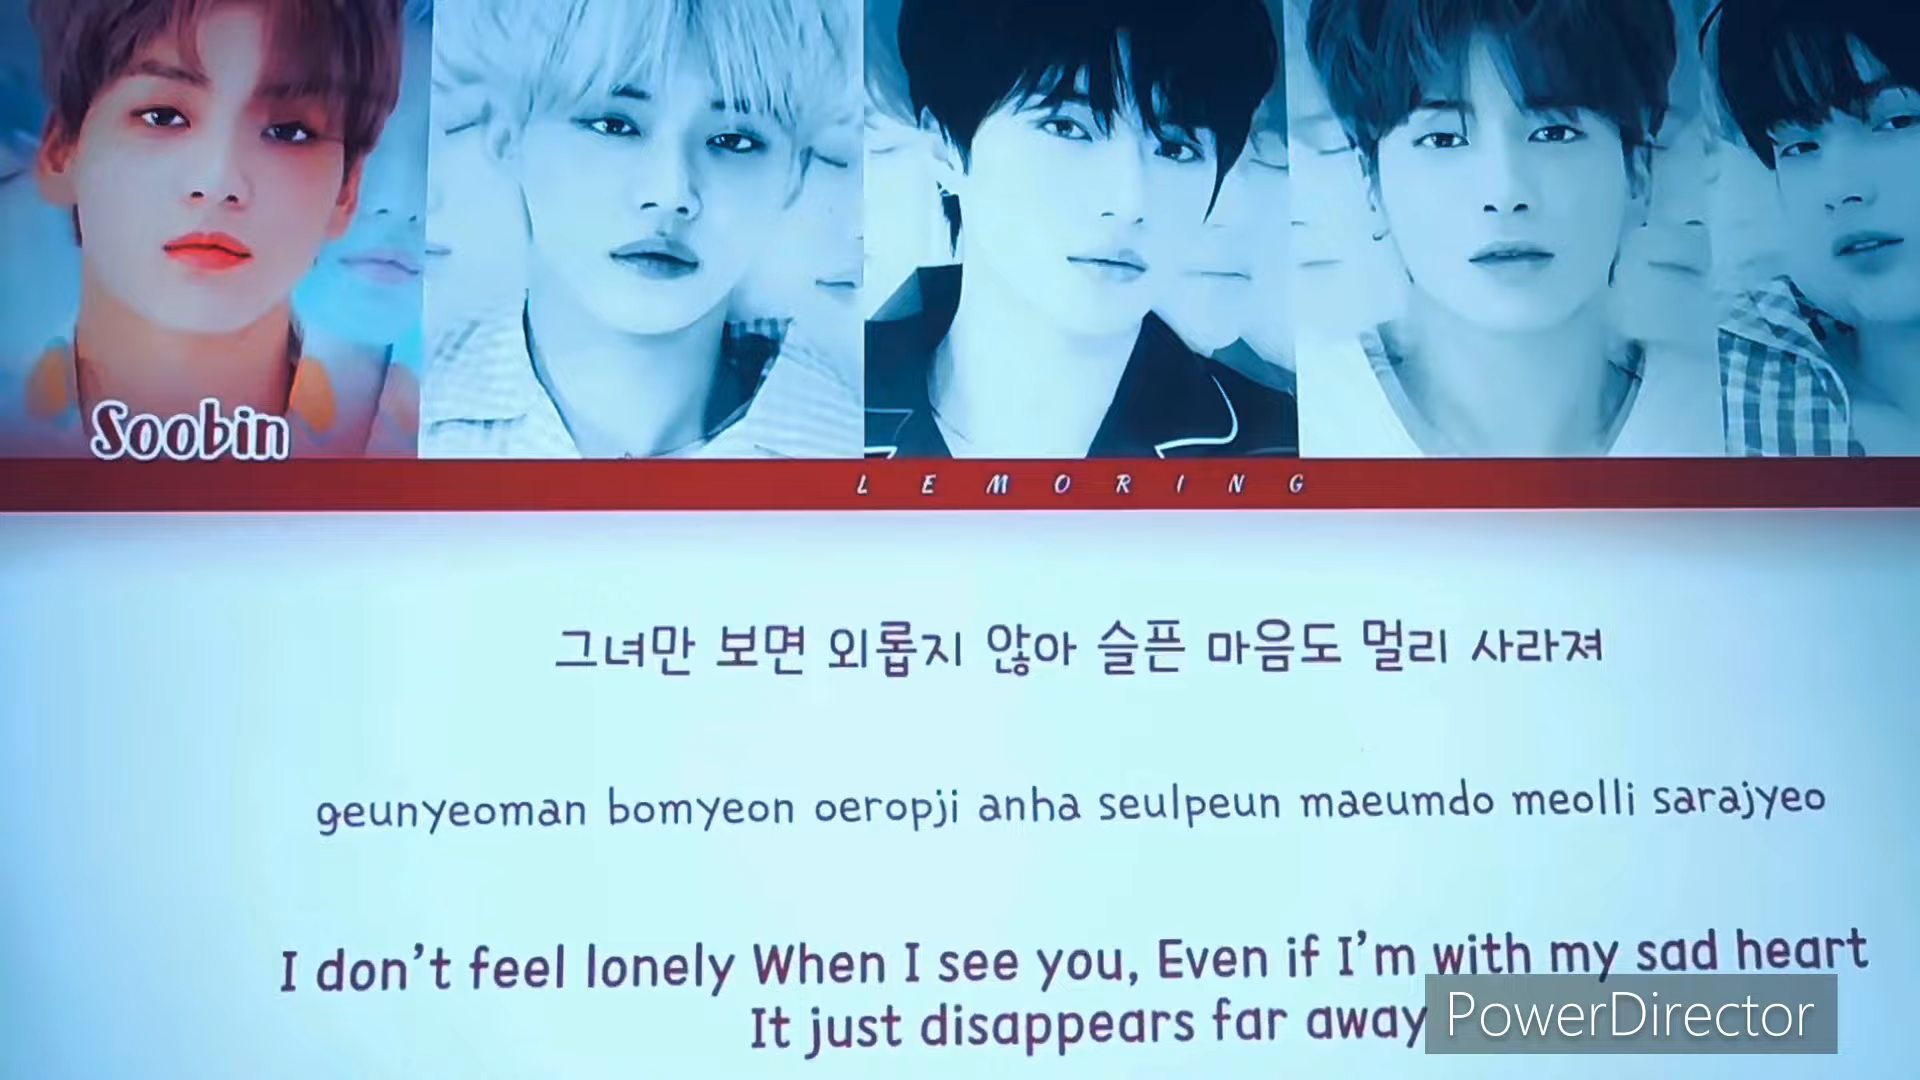 Soobin
LEMORING
그녀만 보면 외롭지 않아 슬픈 마음도 멀리 사라져
geunyeoman bomyeon oeropji anha seulpeun maeumdo meolli sarajyeo
I don't feel lonely When I see you, Even if I'm with my sad heart
It just disappears far away
PowerDirector